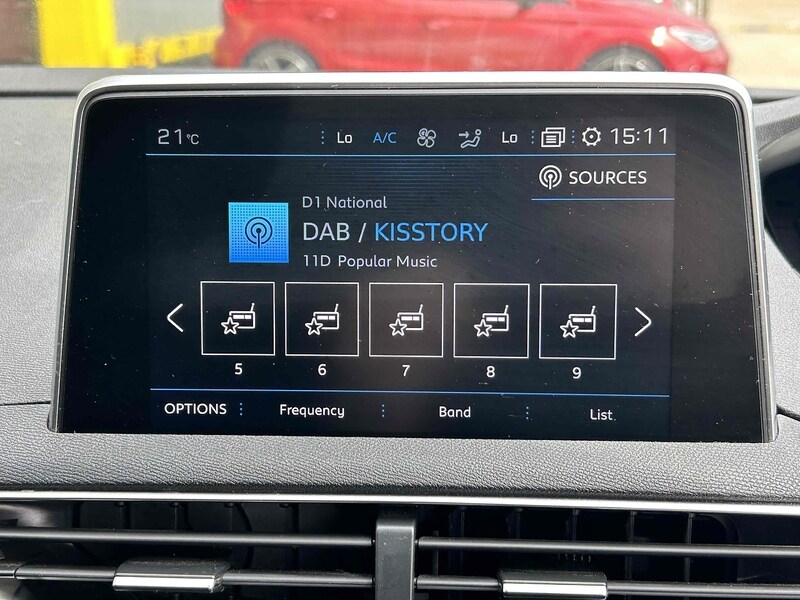 21°C Lo A/C Lo 15:11
SOURCES
D1 National
DAB / KISSTORY
11D Popular Music
5 6 7 8 9
OPTIONS Frequency Band List